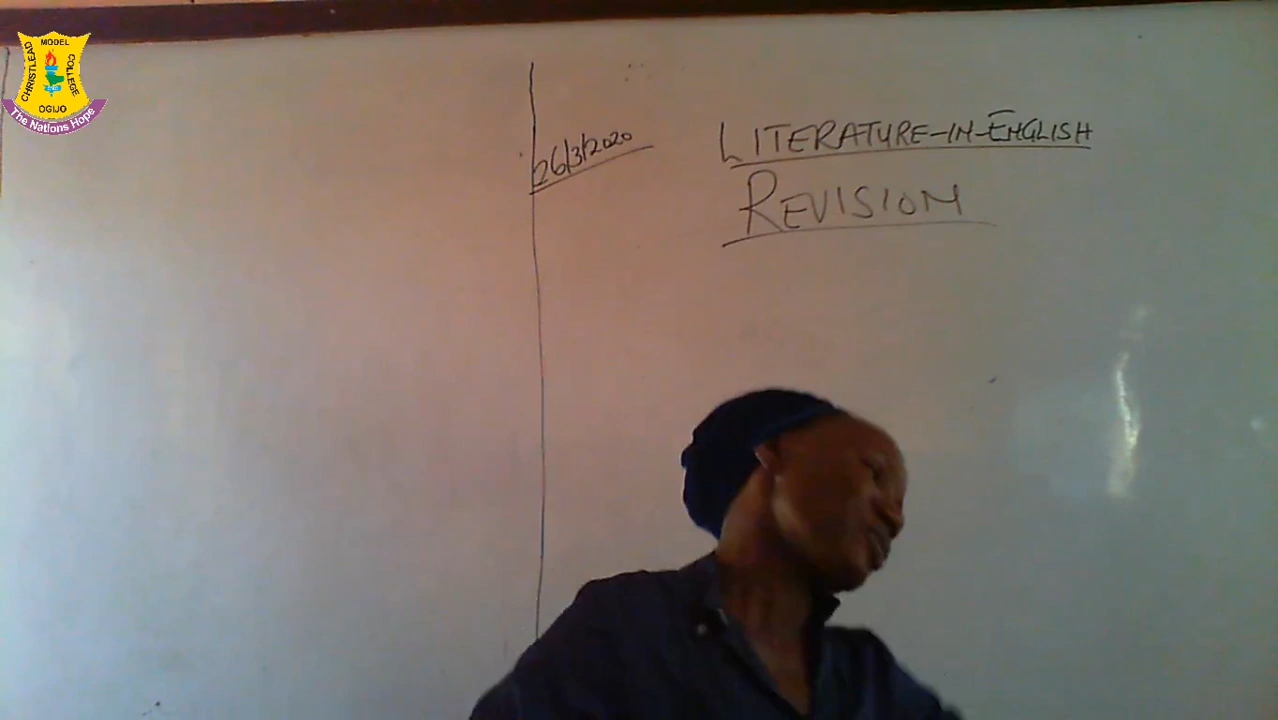 MODEL
CHRISTLEAD
COLLEGE
OGIJO
The Nations Hope
26/3/2020
LITERATURE-IN-ENGLISH
REVISION